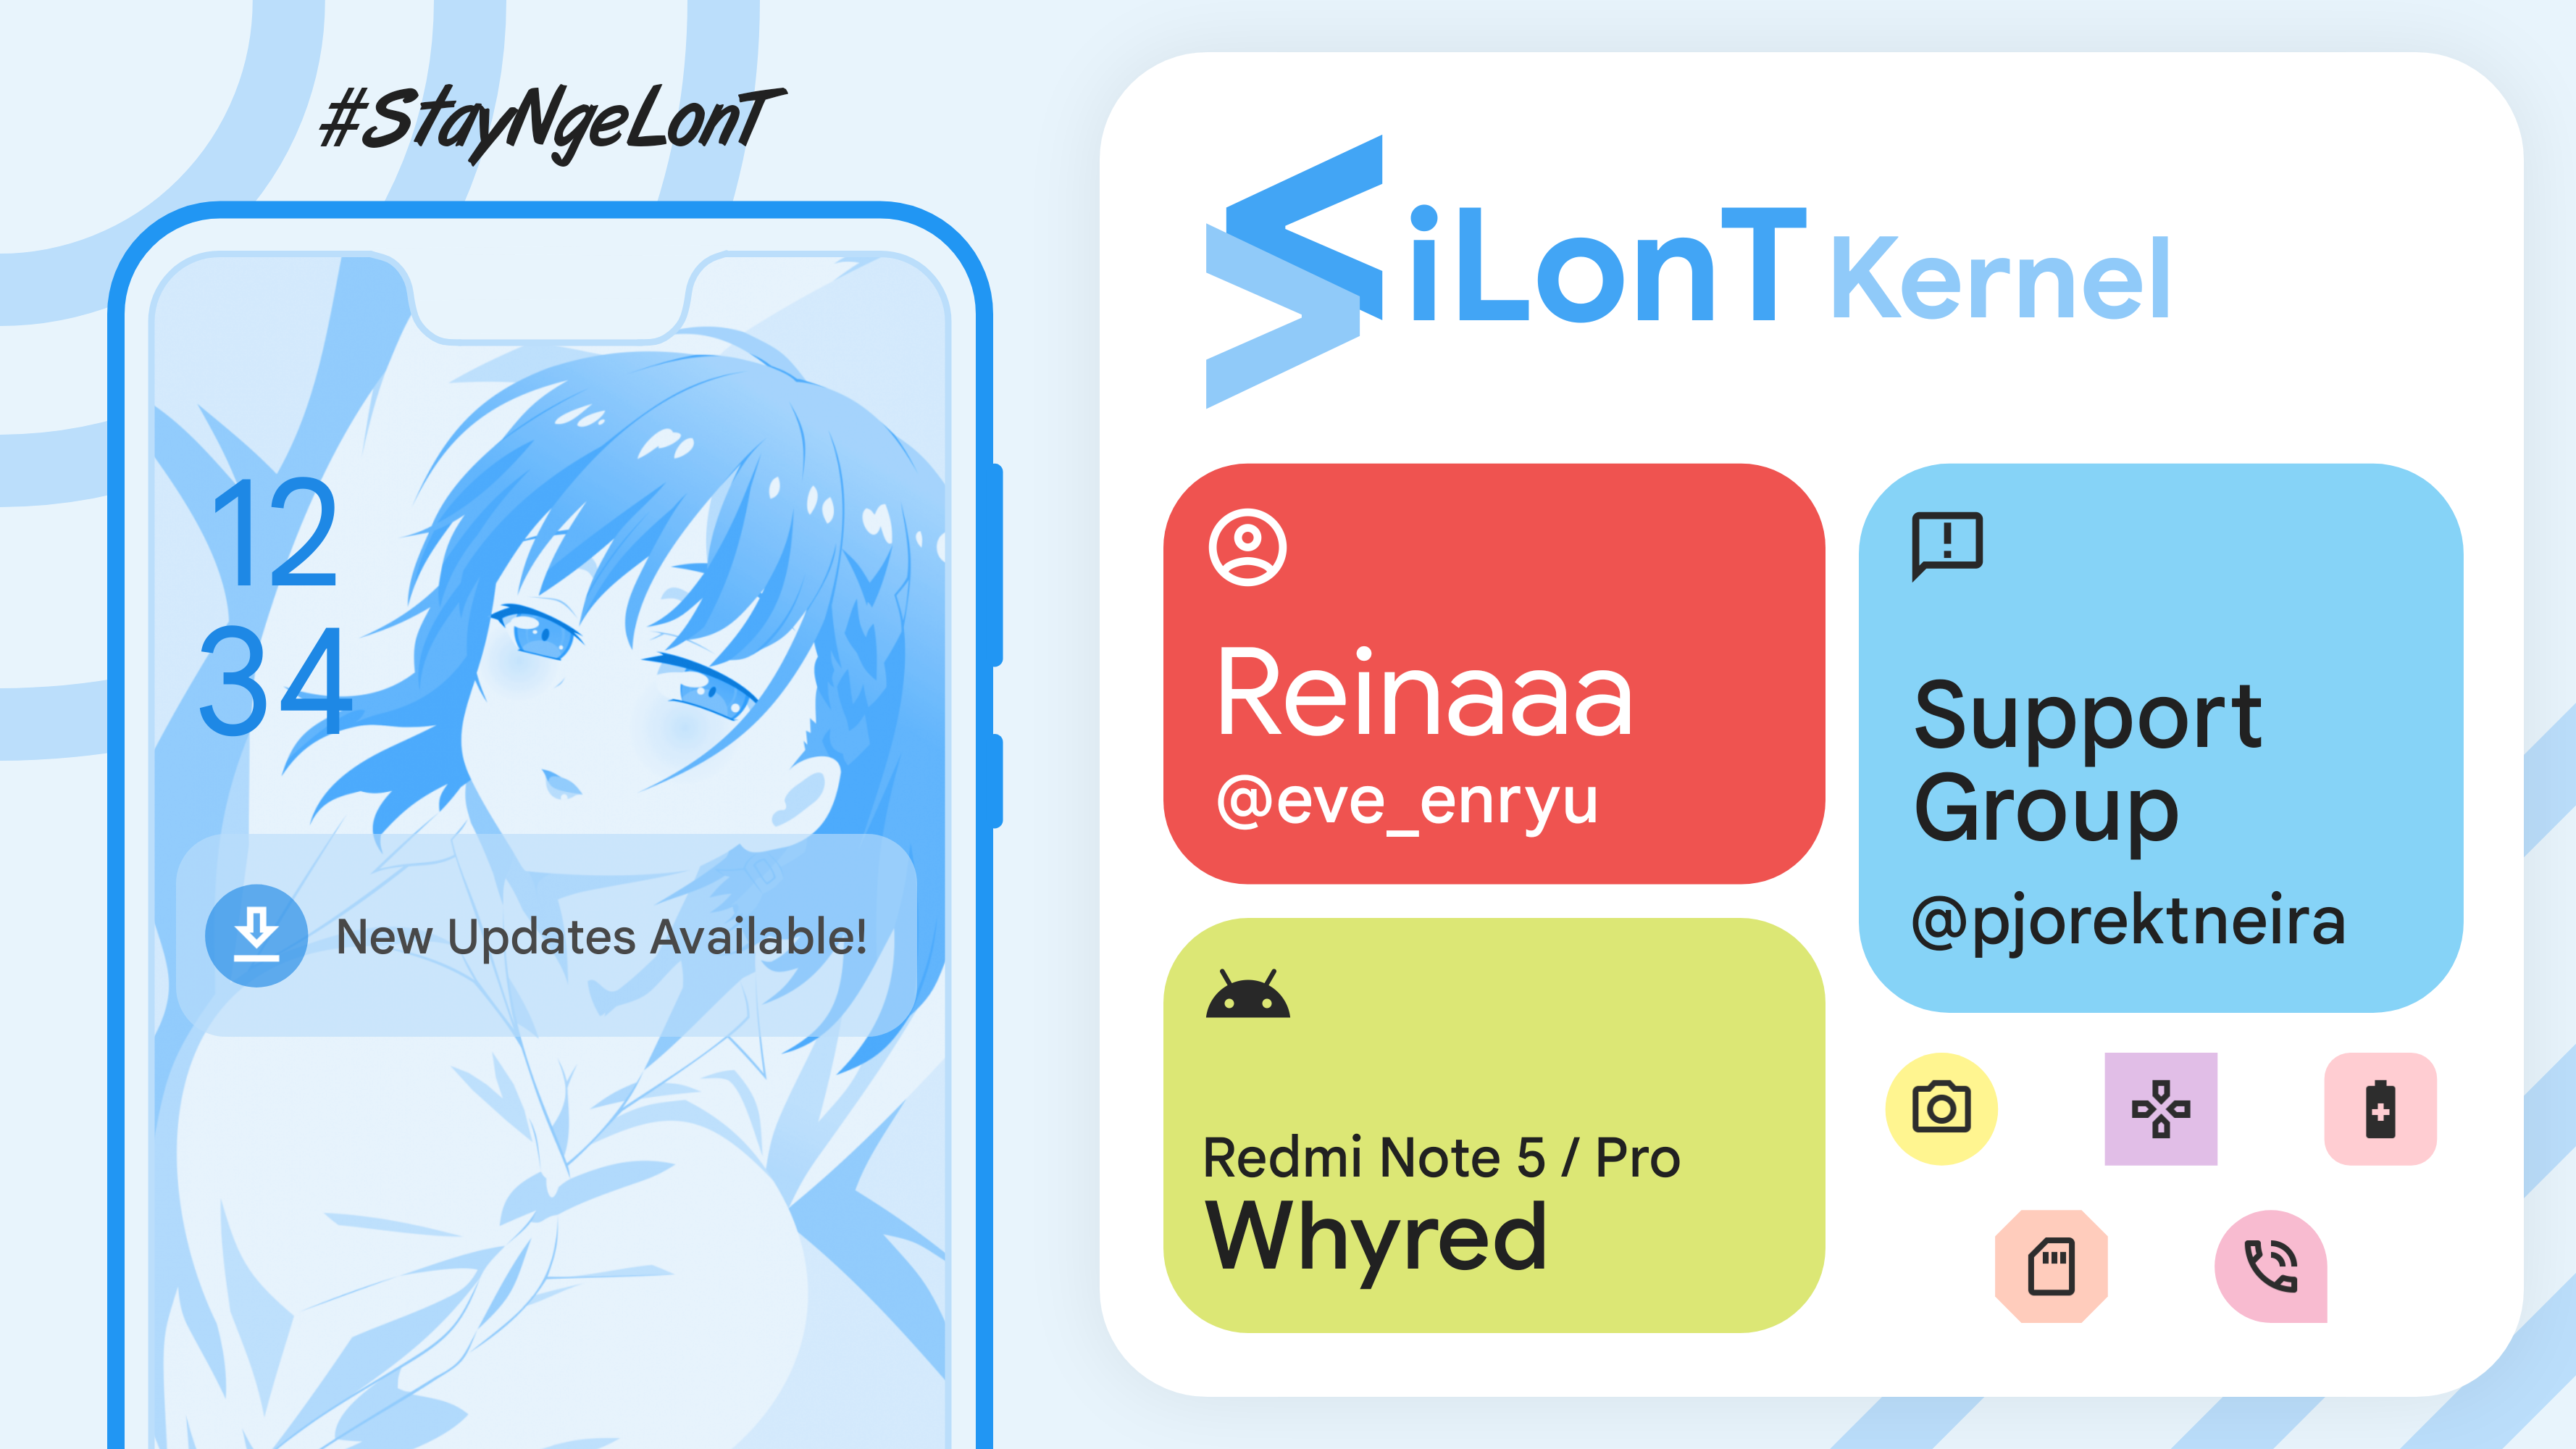 #StayNgeLonT
12
34
New Updates Available!
SiLonT Kernel
Reinaaa
@eve_enryu
Support
Group
@pjorektneira
Redmi Note 5 / Pro
Whyred